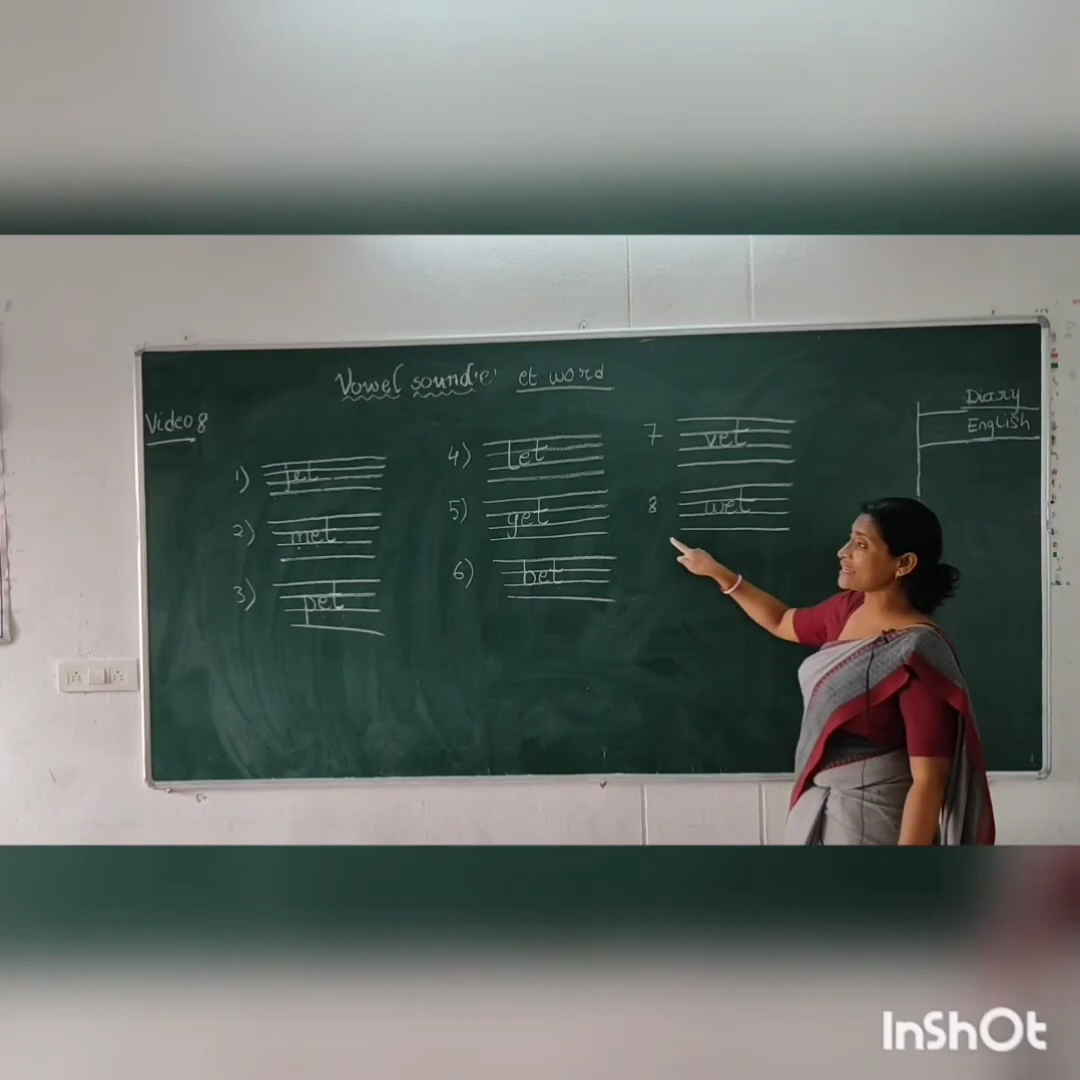 Vowel sound 'e' et word
Video 8
Diary
English
1) jet
2) met
3) pet
4) let
5) get
6) bet
7 vet
8 wet
InShOt